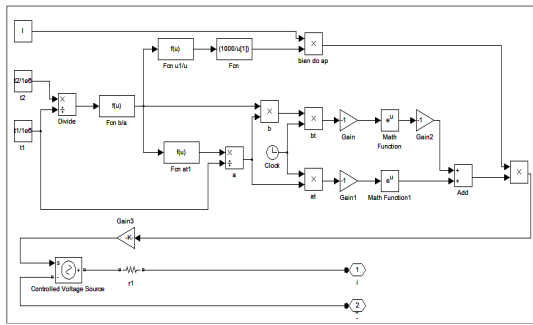 I
f(u)
Fcn u1/u
(1000/u[1])
Fcn
X
bien do ap
t2/1e6
t2
X
÷
Divide
f(u)
Fcn b/a
t1/1e6
t1
X
b
X
bt
-1
Gain
e^u
Math
Function
-1
Gain2
f(u)
Fcn at1
X
÷
a
Clock
X
at
-1
Gain1
e^u
Math Function1
+
+
Add
X
Gain3
-K-
s
+
-
Controlled Voltage Source
r1
1
i
2